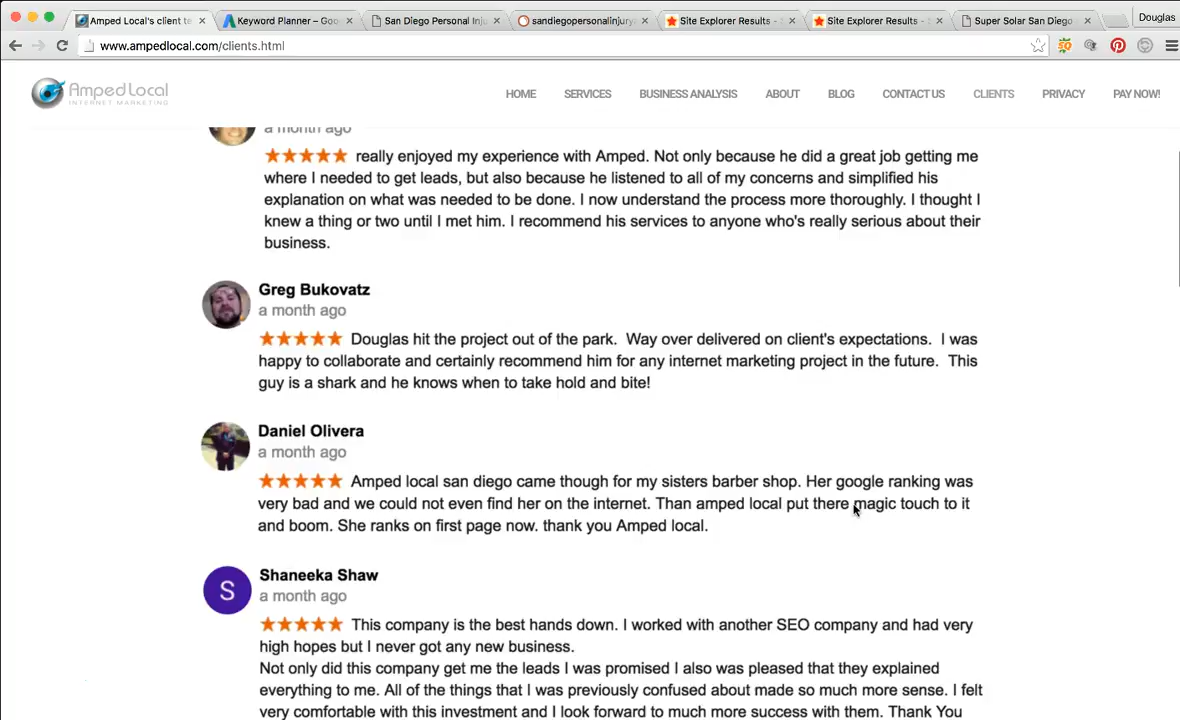 Amped Local's client te
Keyword Planner – Goo
San Diego Personal Inju
sandiegopersonalinjury
Site Explorer Results - S
Site Explorer Results - S
Super Solar San Diego
Douglas
www.ampedlocal.com/clients.html
Amped Local
INTERNET MARKETING
HOME
SERVICES
BUSINESS ANALYSIS
ABOUT
BLOG
CONTACT US
CLIENTS
PRIVACY
PAY NOW!
a month ago
really enjoyed my experience with Amped. Not only because he did a great job getting me
where I needed to get leads, but also because he listened to all of my concerns and simplified his
explanation on what was needed to be done. I now understand the process more thoroughly. I thought I
knew a thing or two until I met him. I recommend his services to anyone who's really serious about their
business.
Greg Bukovatz
a month ago
Douglas hit the project out of the park. Way over delivered on client's expectations. I was
happy to collaborate and certainly recommend him for any internet marketing project in the future. This
guy is a shark and he knows when to take hold and bite!
Daniel Olivera
a month ago
Amped local san diego came though for my sisters barber shop. Her google ranking was
very bad and we could not even find her on the internet. Than amped local put there magic touch to it
and boom. She ranks on first page now. thank you Amped local.
S
Shaneeka Shaw
a month ago
This company is the best hands down. I worked with another SEO company and had very
high hopes but I never got any new business.
Not only did this company get me the leads I was promised I also was pleased that they explained
everything to me. All of the things that I was previously confused about made so much more sense. I felt
very comfortable with this investment and I look forward to much more success with them. Thank You